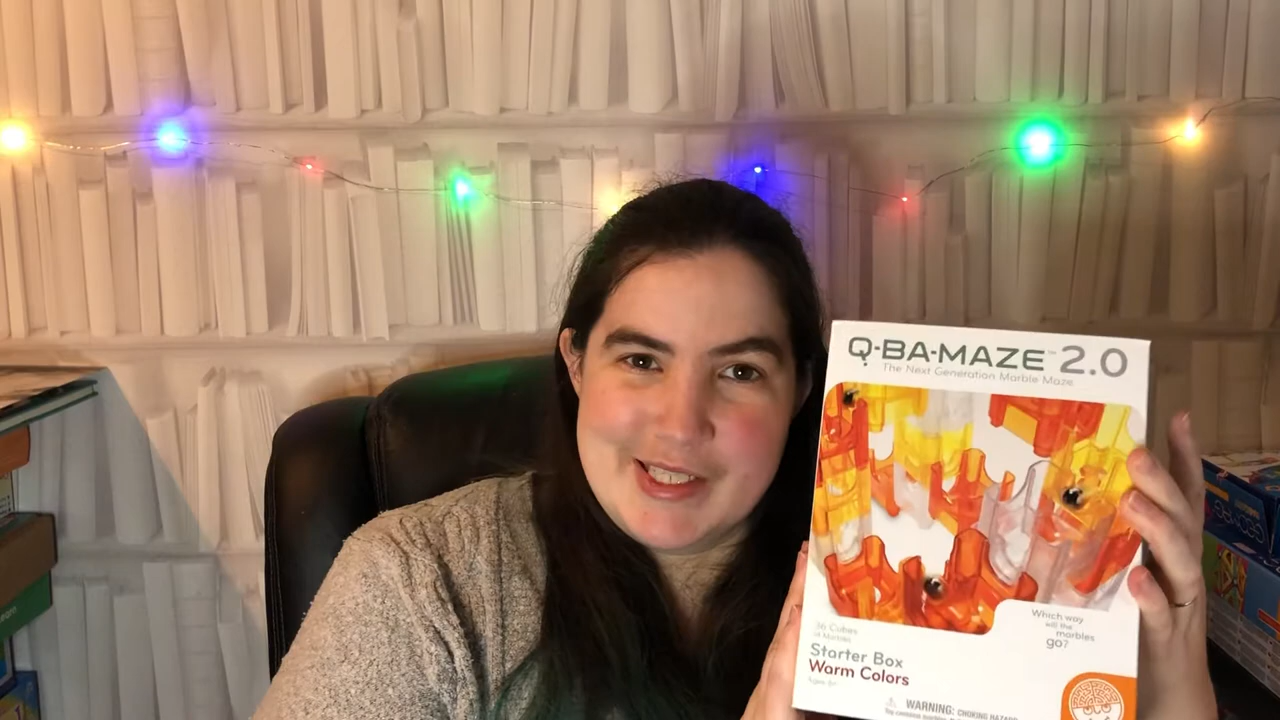 Q-BA-MAZE™ 2.0
The Next Generation Marble Maze.
Which way
will the
marbles
go?
36 Cubes
Starter Box
Warm Colors
WARNING: CHOKING HAZARD